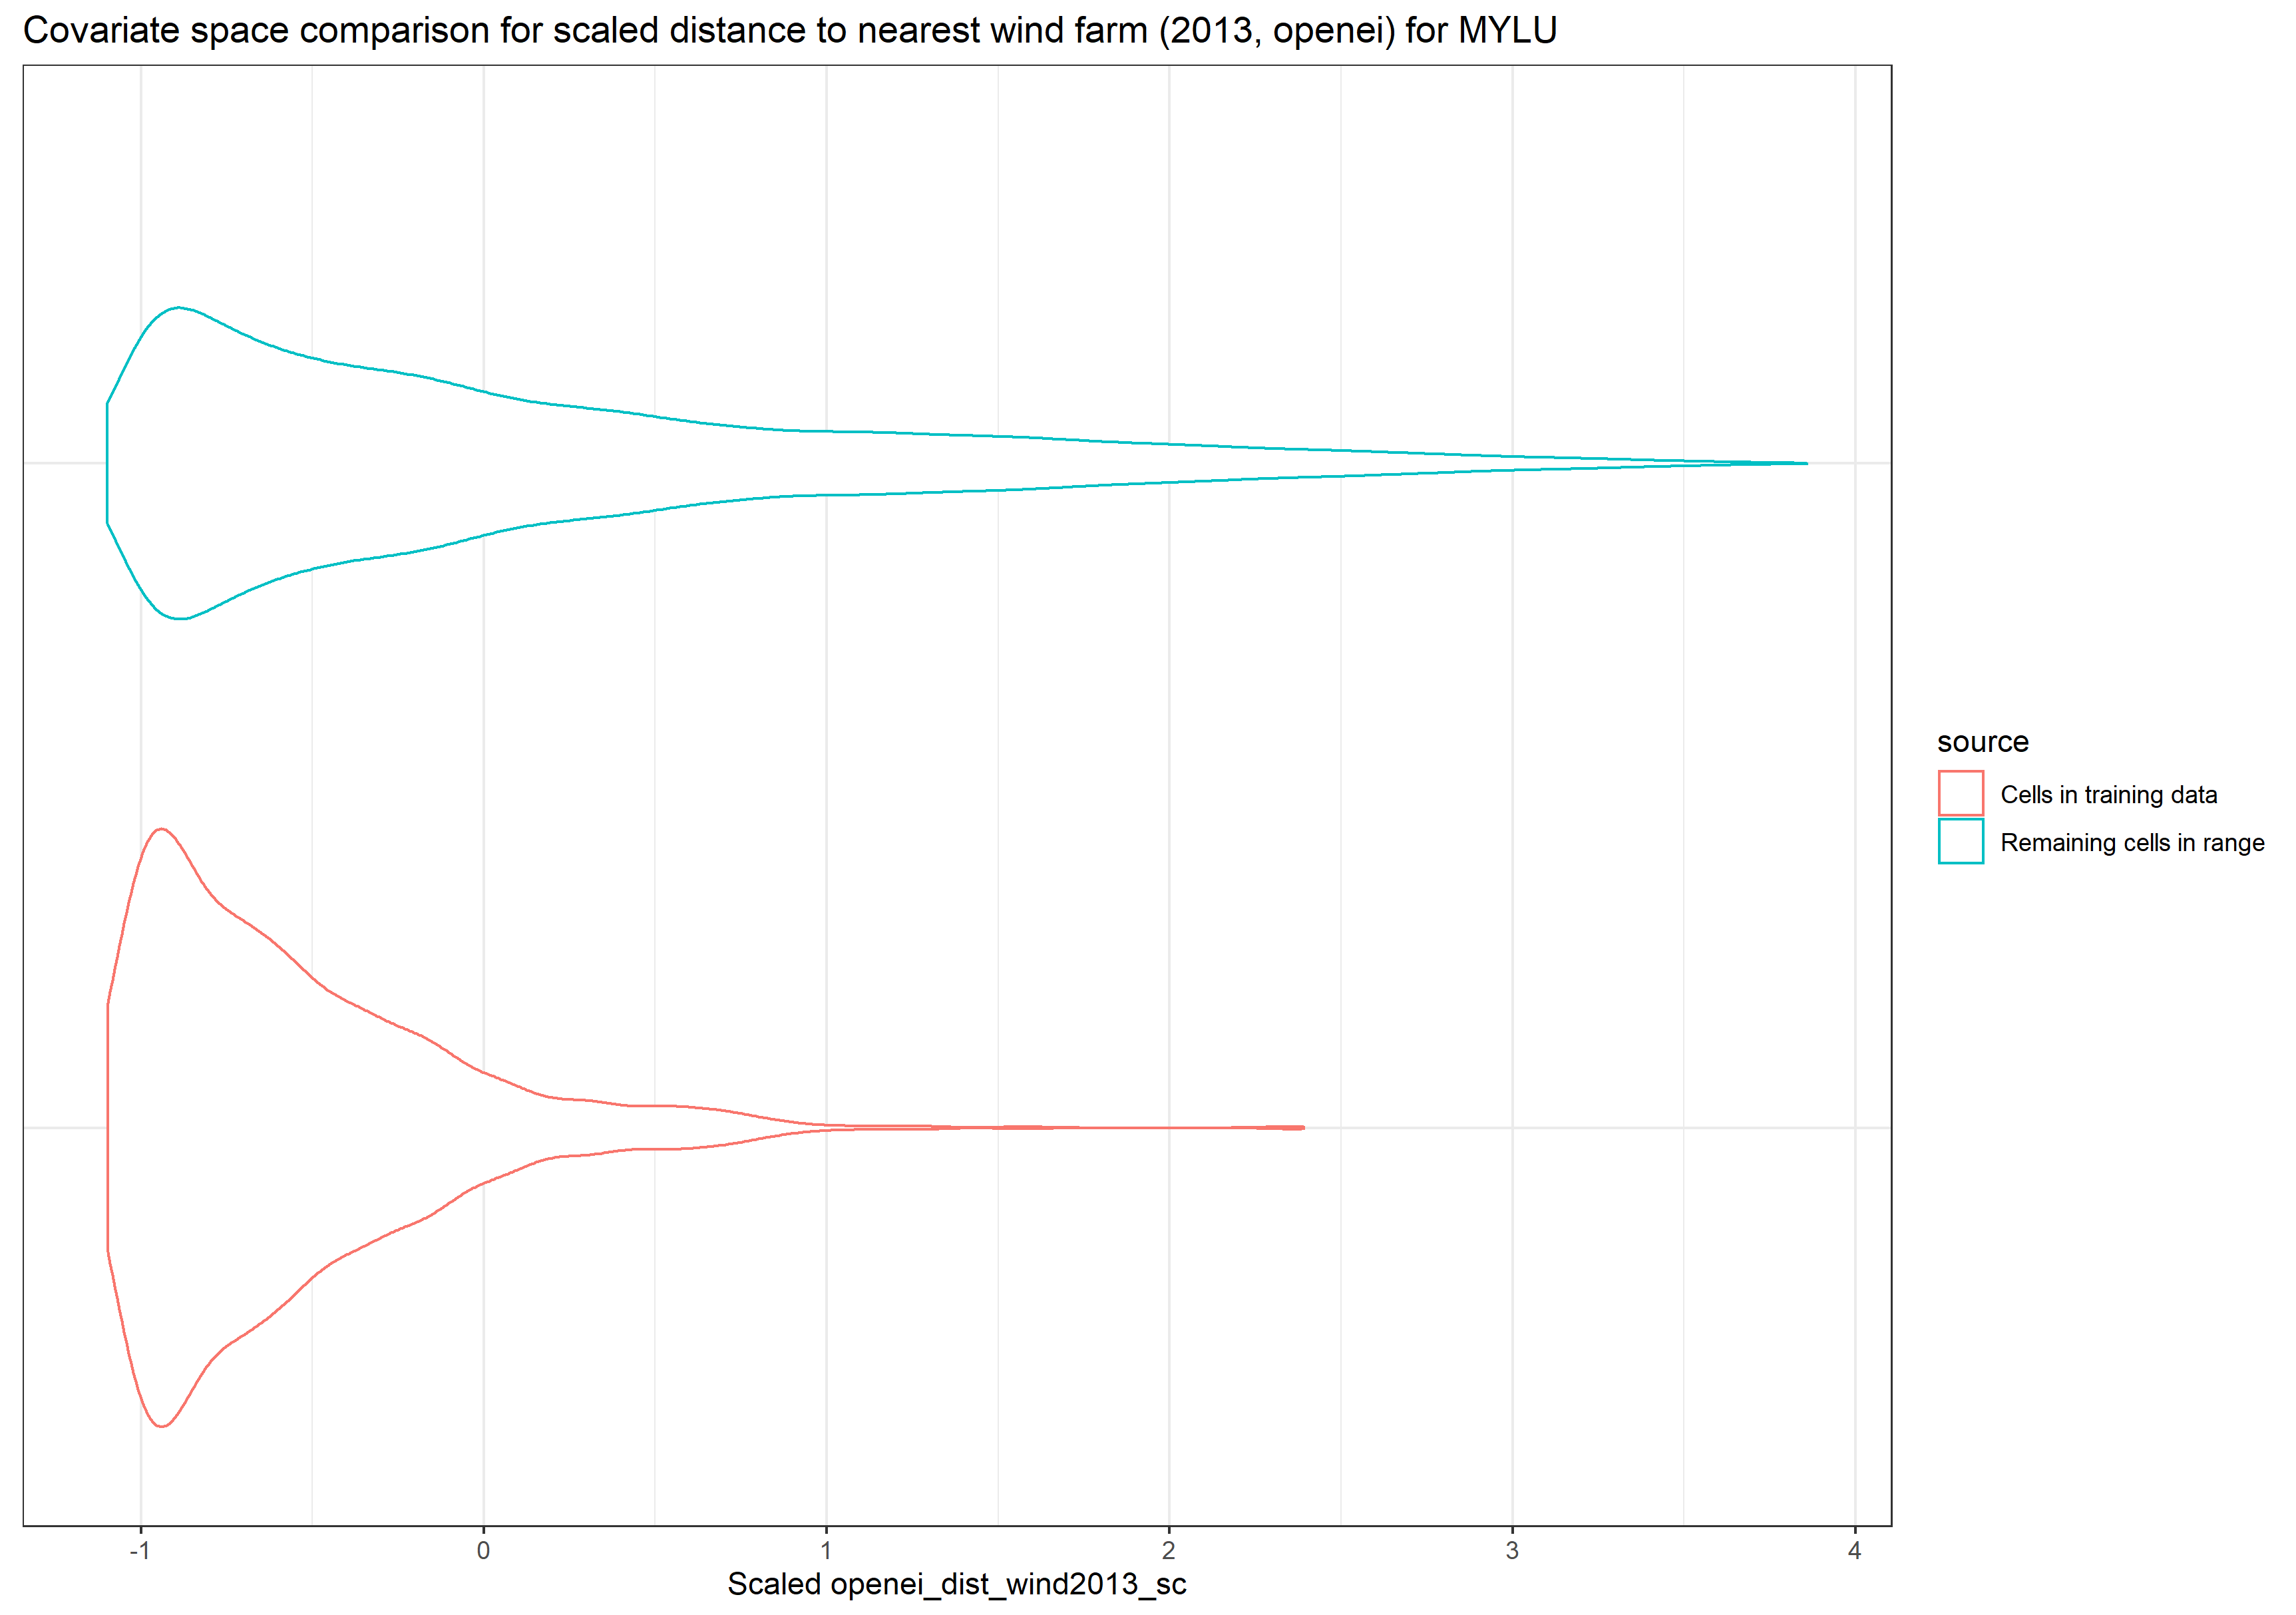 Covariate space comparison for scaled distance to nearest wind farm (2013, openei) for MYLU
source
Cells in training data
Remaining cells in range
-1 0 1 2 3 4
Scaled openei_dist_wind2013_sc